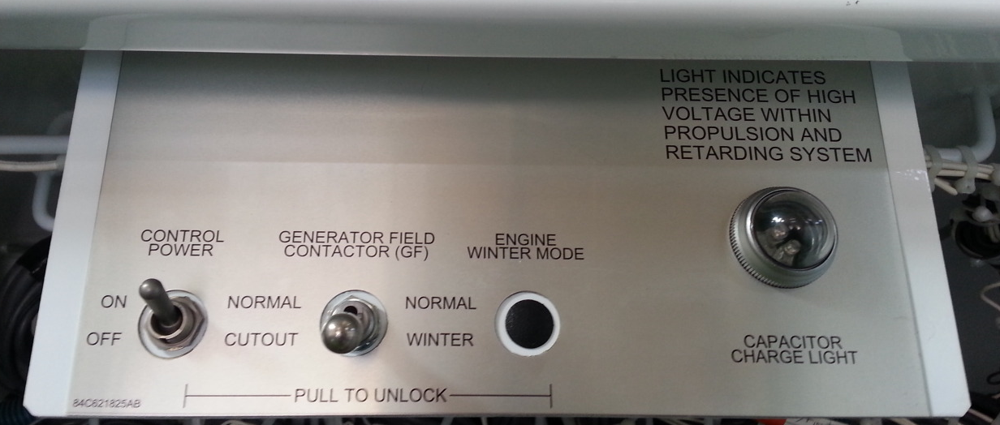 LIGHT INDICATES
PRESENCE OF HIGH
VOLTAGE WITHIN
PROPULSION AND
RETARDING SYSTEM
CONTROL
POWER
GENERATOR FIELD
CONTACTOR (GF)
ENGINE
WINTER MODE
ON
OFF
NORMAL
CUTOUT
NORMAL
WINTER
CAPACITOR
CHARGE LIGHT
PULL TO UNLOCK
84C621825AB